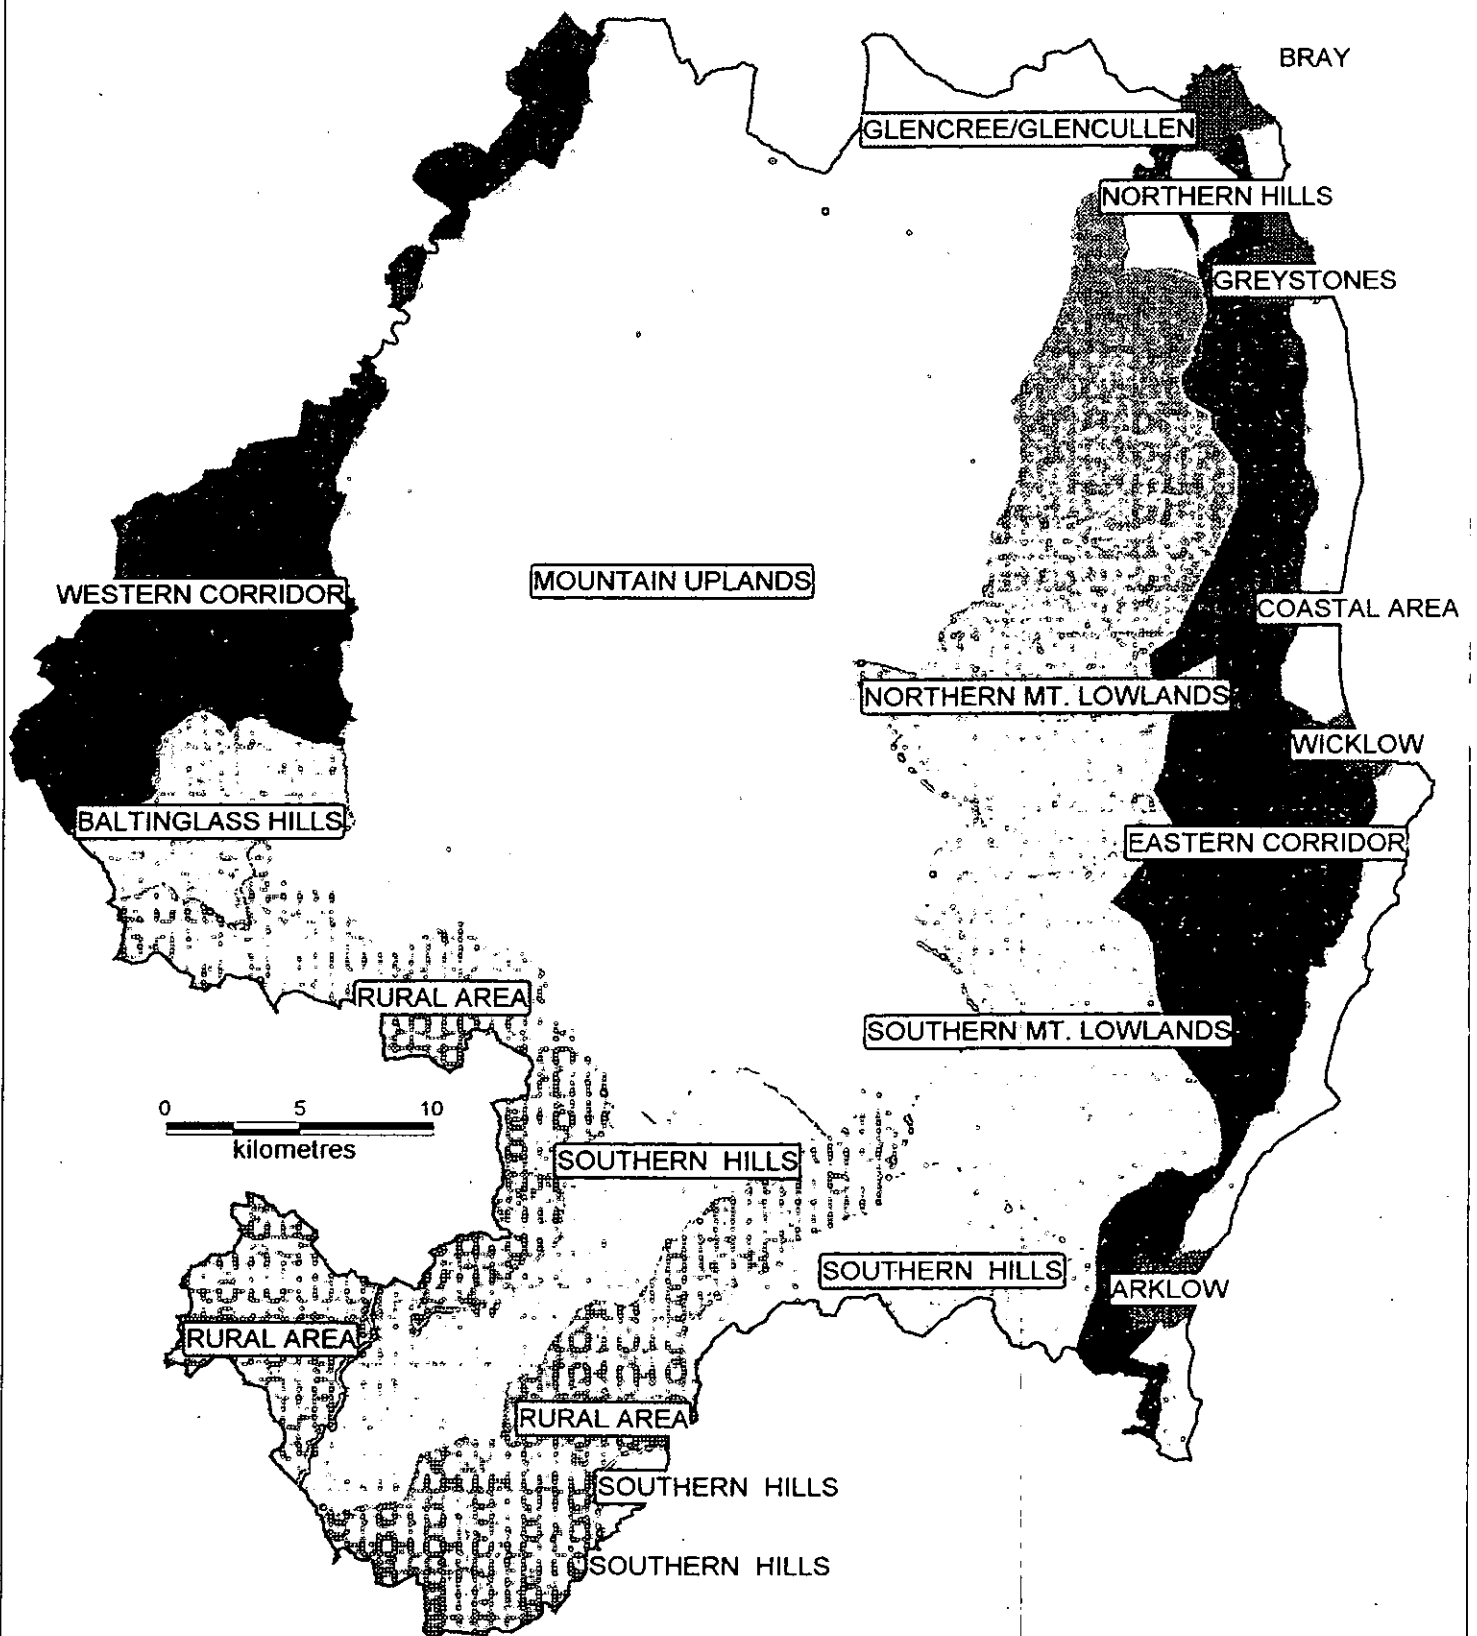 BRAY
GLENCREE/GLENCULLEN
NORTHERN HILLS
GREYSTONES
WESTERN CORRIDOR
MOUNTAIN UPLANDS
COASTAL AREA
NORTHERN MT. LOWLANDS
WICKLOW
BALTINGLASS HILLS
EASTERN CORRIDOR
RURAL AREA
SOUTHERN MT. LOWLANDS
0 5 10
kilometres
SOUTHERN HILLS
SOUTHERN HILLS
ARKLOW
RURAL AREA
RURAL AREA
SOUTHERN HILLS
SOUTHERN HILLS